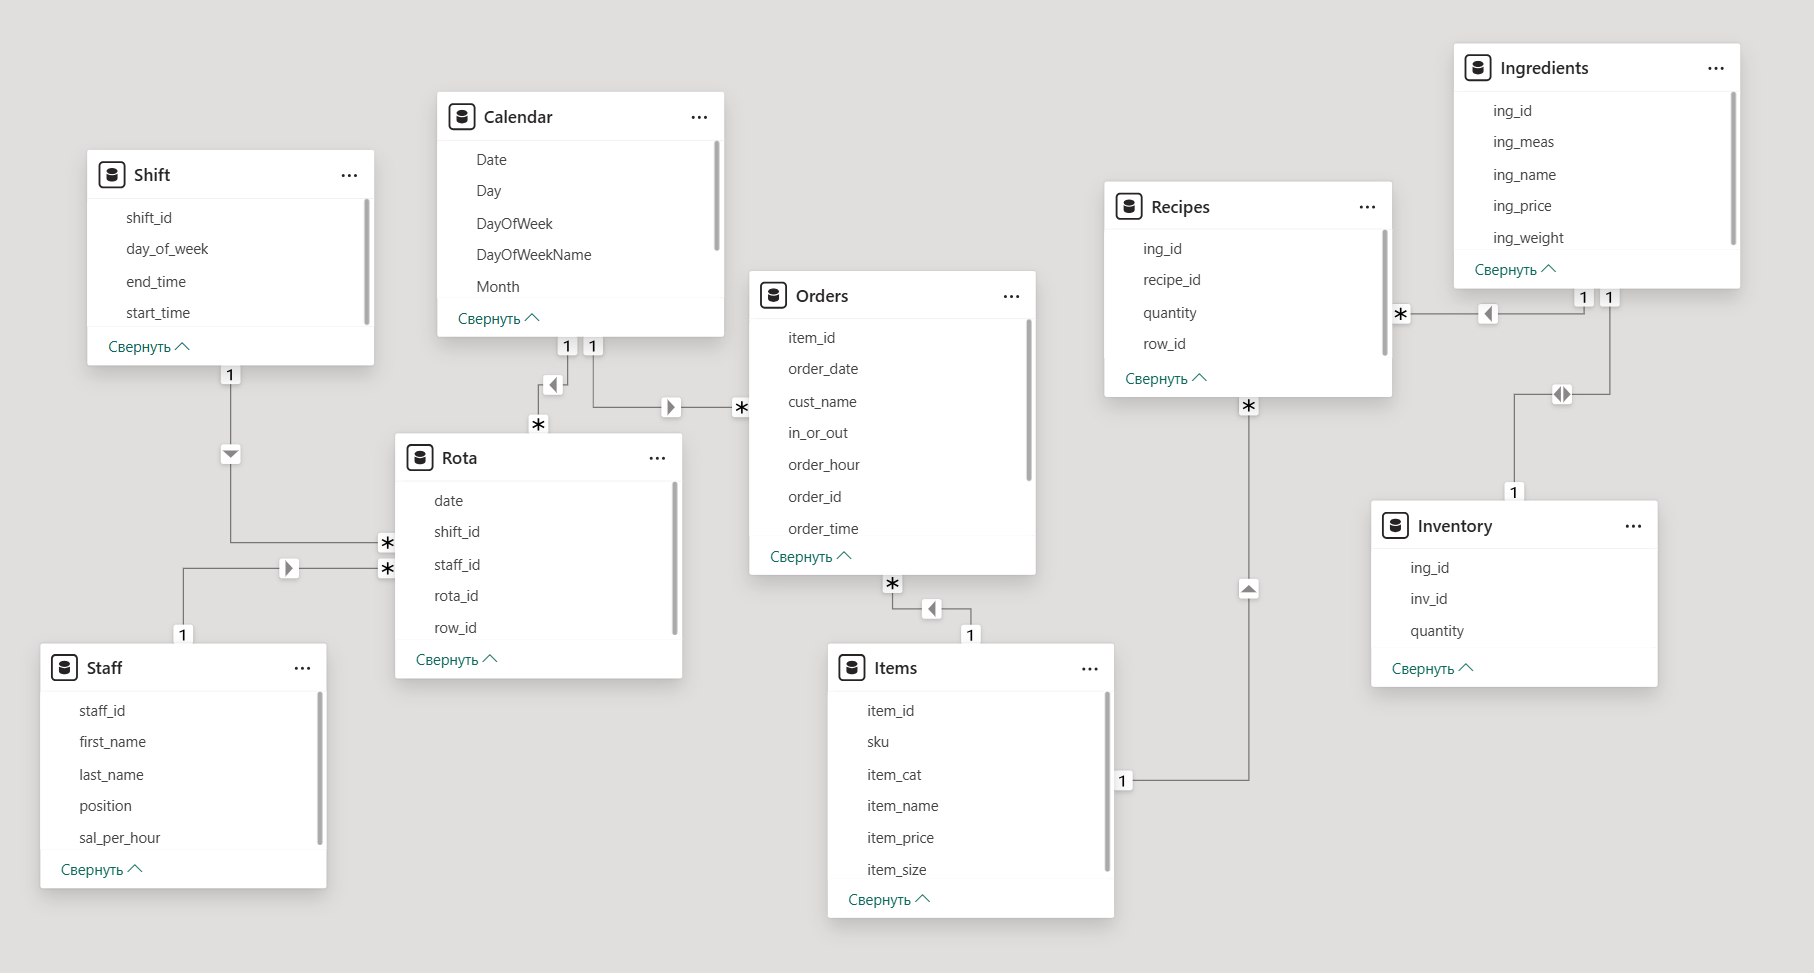 Shift
shift_id
day_of_week
end_time
start_time
Свернуть
1
Calendar
Date
Day
DayOfWeek
DayOfWeekName
Month
Свернуть
1
1
*
*
Rota
date
shift_id
staff_id
rota_id
row_id
Свернуть
*
*
1
Staff
staff_id
first_name
last_name
position
sal_per_hour
Свернуть
Orders
item_id
order_date
cust_name
in_or_out
order_hour
order_id
order_time
Свернуть
*
1
Items
item_id
sku
item_cat
item_name
item_price
item_size
Свернуть
1
Recipes
ing_id
recipe_id
quantity
row_id
Свернуть
*
*
Ingredients
ing_id
ing_meas
ing_name
ing_price
ing_weight
Свернуть
1
1
1
Inventory
ing_id
inv_id
quantity
Свернуть